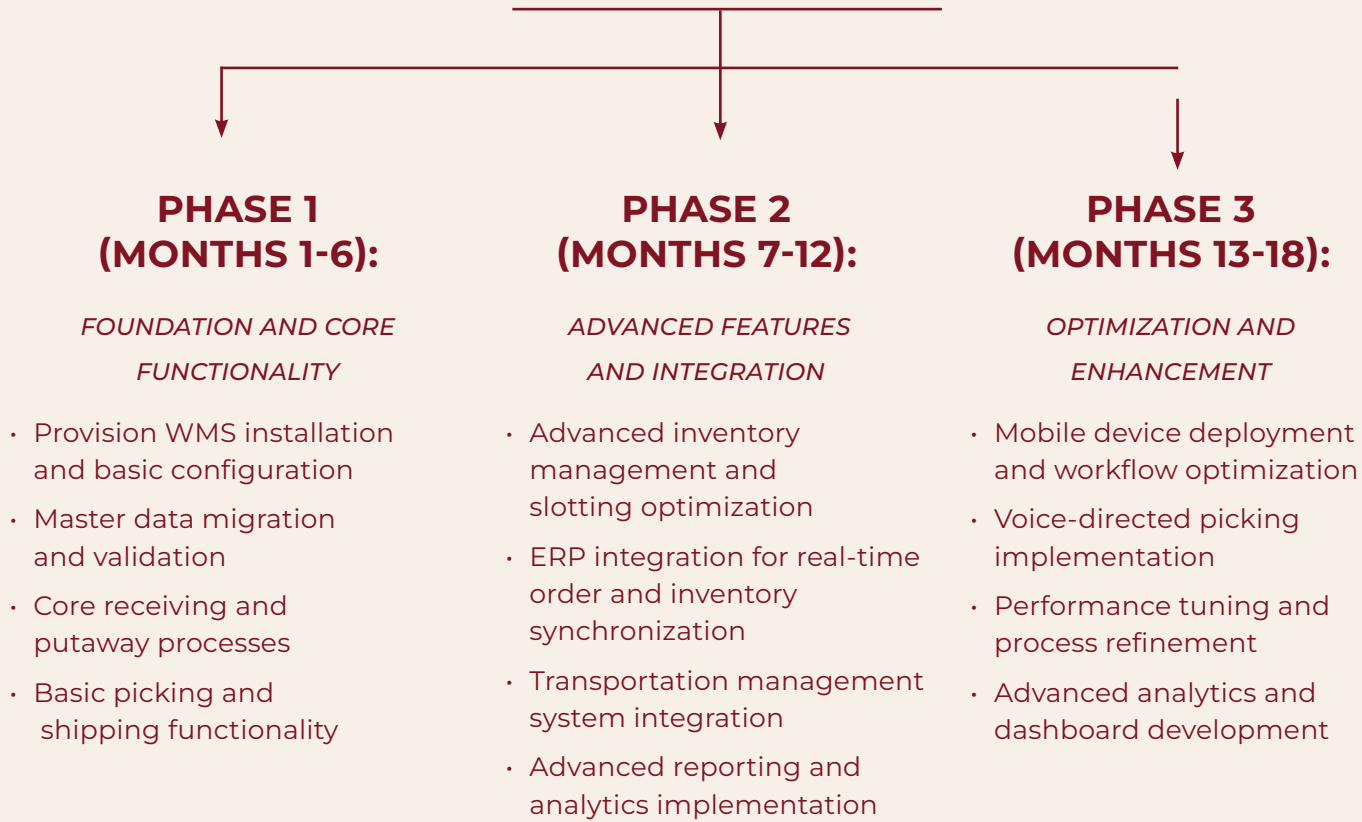 PHASE 1
(MONTHS 1-6):
FOUNDATION AND CORE
FUNCTIONALITY
• Provision WMS installation
and basic configuration
• Master data migration
and validation
• Core receiving and
putaway processes
• Basic picking and
shipping functionality
PHASE 2
(MONTHS 7-12):
ADVANCED FEATURES
AND INTEGRATION
• Advanced inventory
management and
slotting optimization
• ERP integration for real-time
order and inventory
synchronization
• Transportation management
system integration
• Advanced reporting and
analytics implementation
PHASE 3
(MONTHS 13-18):
OPTIMIZATION AND
ENHANCEMENT
• Mobile device deployment
and workflow optimization
• Voice-directed picking
implementation
• Performance tuning and
process refinement
• Advanced analytics and
dashboard development